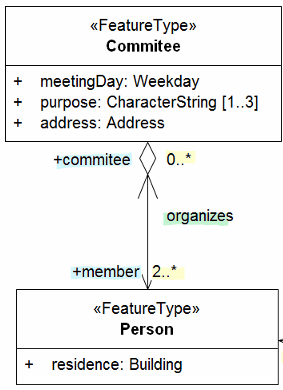 «FeatureType»
Commitee
+ meetingDay: Weekday
+ purpose: CharacterString [1..3]
+ address: Address
+commitee 0..*
organizes
+member 2..*
«FeatureType»
Person
+ residence: Building